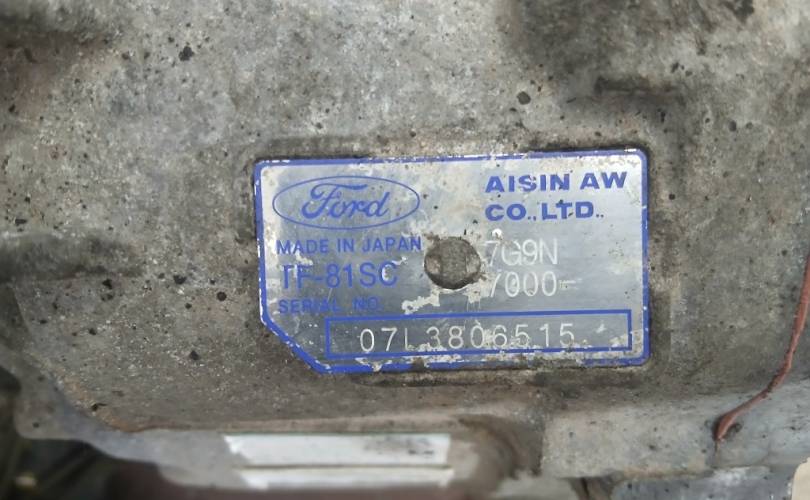 Ford
AISIN AW
CO.,LTD.
MADE IN JAPAN
7G9N
TF-81SC
7000-
SERIAL NO.
07L3806515